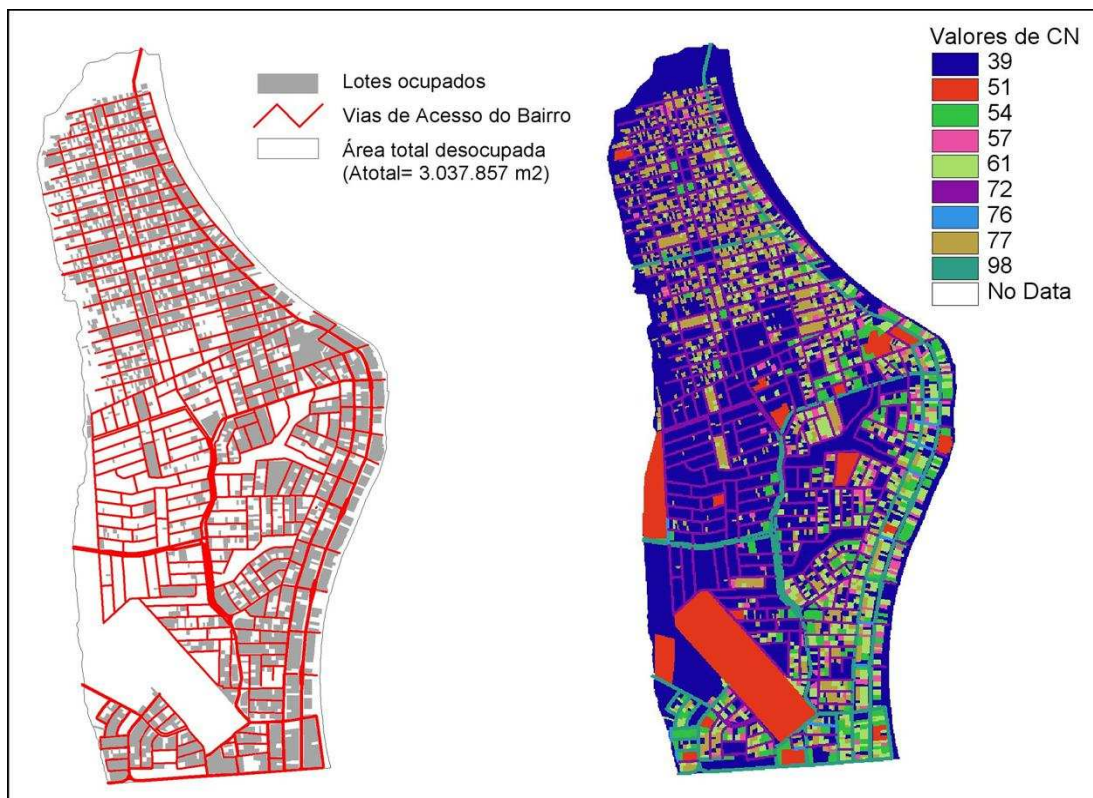 Lotes ocupados
Vias de Acesso do Bairro
Área total desocupada
(Atotal= 3.037.857 m2)
Valores de CN
39
51
54
57
61
72
76
77
98
No Data